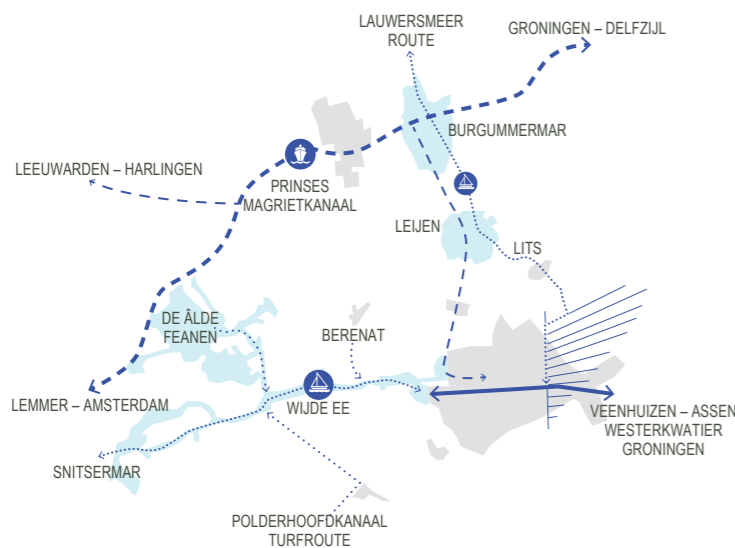 LAUWERSMEER
ROUTE
GRONINGEN – DELFZIJL
BURGUMMERMAR
LEEUWARDEN – HARLINGEN
PRINSES
MAGRIETKANAAL
LEIJEN
LITS
DE ÂLDE
FEANEN
BERENAT
LEMMER – AMSTERDAM
WIJDE EE
VEENHUIZEN – ASSEN
WESTERKWATIER
GRONINGEN
SNITSERMAR
POLDERHOOFDKANAAL
TURFROUTE